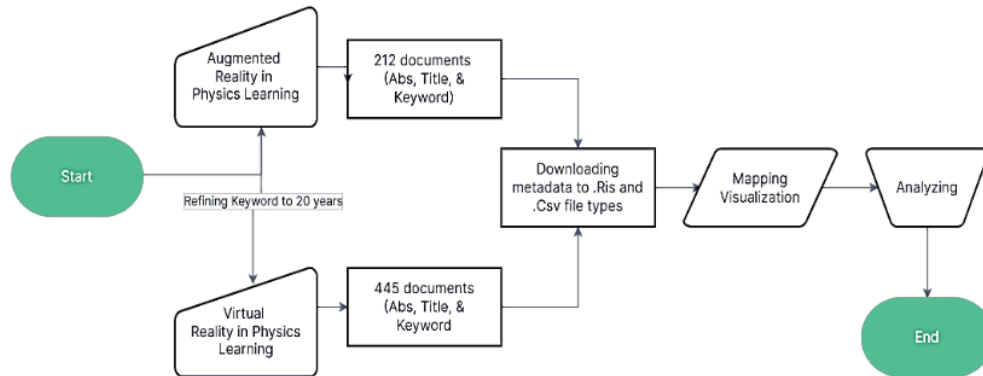 Augmented
Reality in
Physics Learning
212 documents
(Abs, Title, &
Keyword)
Start
Refining Keyword to 20 years
Downloading
metadata to .Ris and
.Csv file types
Mapping
Visualization
Analyzing
Virtual
Reality in Physics
Learning
445 documents
(Abs, Title, &
Keyword
End